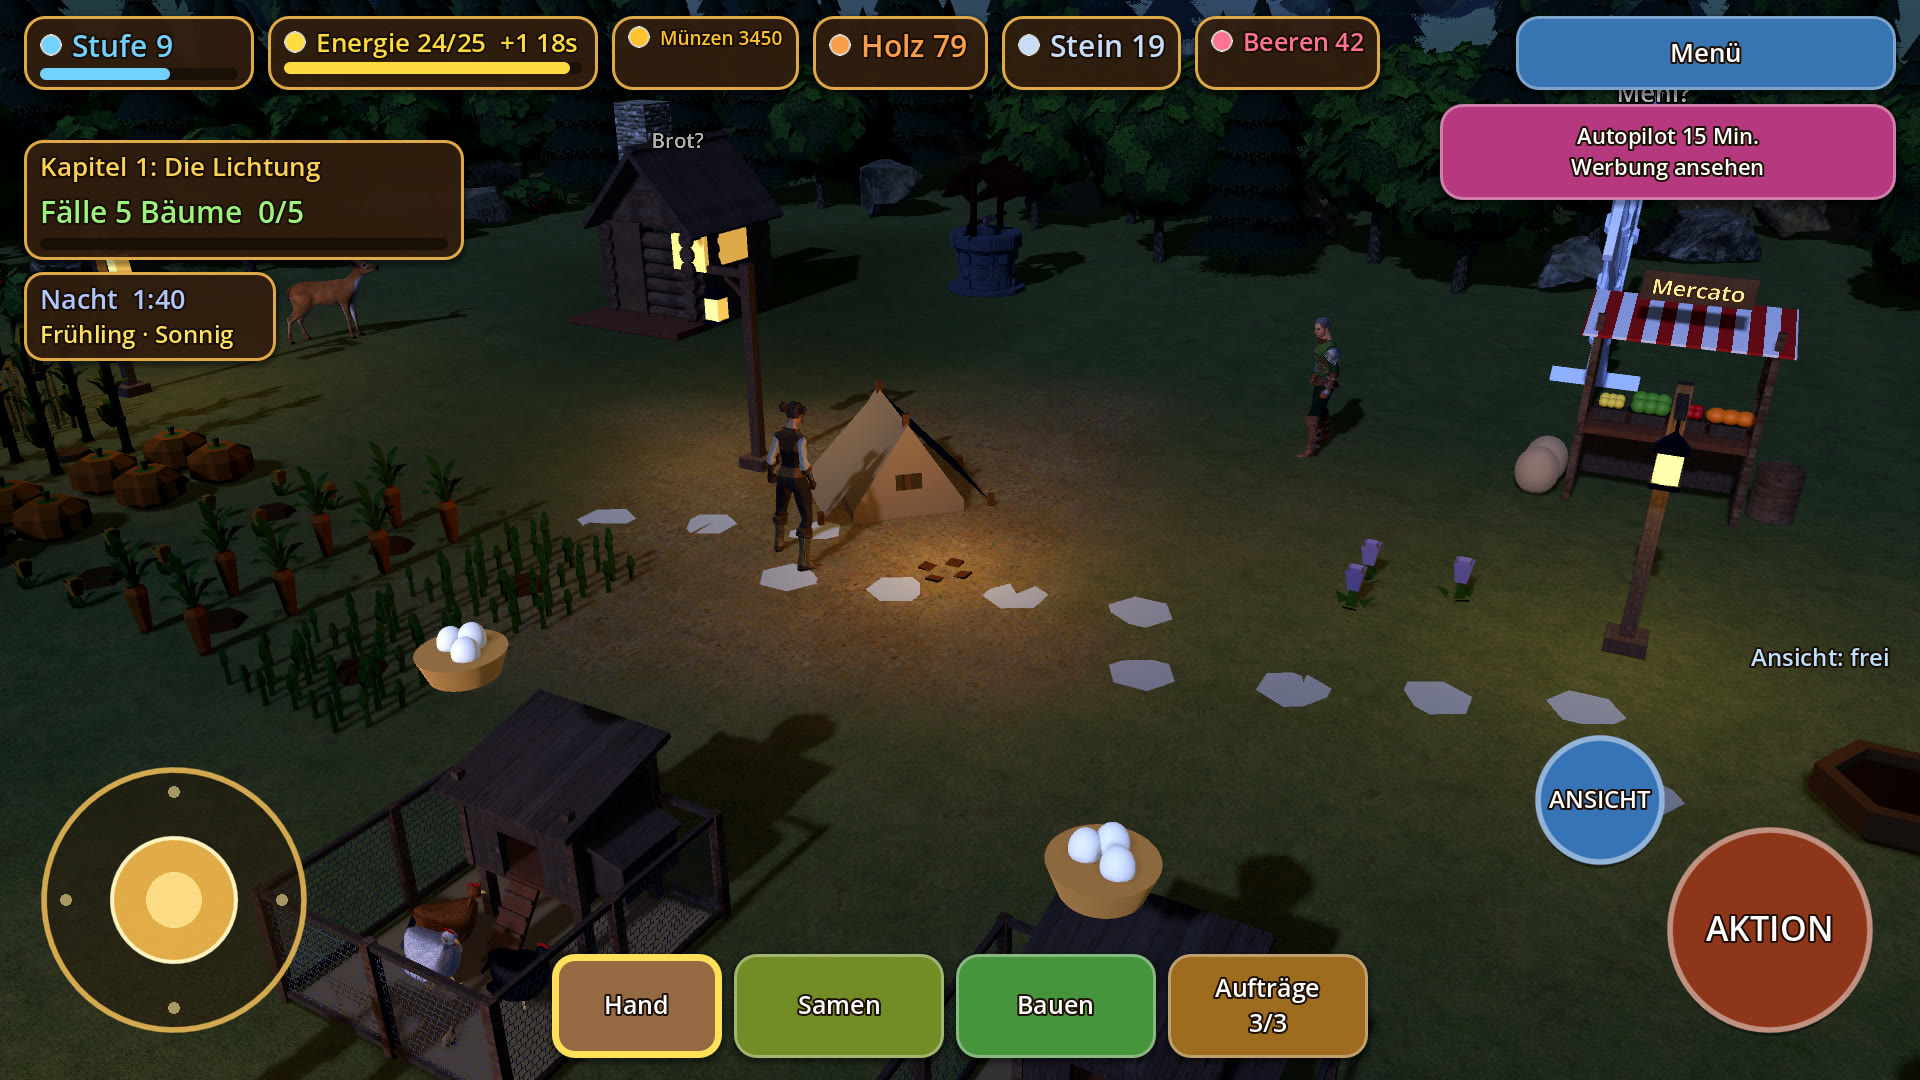 Stufe 9
Energie 24/25 +1 18s
Münzen 3450
Holz 79
Stein 19
Beeren 42
Menü
Autopilot 15 Min.
Werbung ansehen
Brot?
Kapitel 1: Die Lichtung
Fälle 5 Bäume 0/5
Nacht 1:40
Frühling · Sonnig
Mercato
Ansicht: frei
ANSICHT
AKTION
Hand
Samen
Bauen
Aufträge
3/3